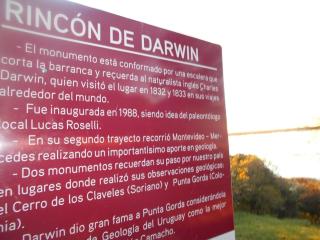 RINCÓN DE DARWIN
- El monumento está conformado por una escalera que
corta la barranca y recuerda al naturalista inglés Charles
Darwin, quien visitó el lugar en 1832 y 1833 en sus viajes
alrededor del mundo.
- Fue inaugurada en 1988, siendo idea del paleontóloga
local Lucas Roselli.
- En su segundo trayecto recorrió Montevideo - Mer-
cedes realizando un importantísimo aporte en geología.
- Dos monumentos recuerdan su paso por nuestro país
en lugares donde realizó sus observaciones geológicas
el Cerro de los Claveles (Soriano) y Punta Gorda (Colo-
nia).
Darwin dio gran fama a Punta Gorda considerándola
de Geología del Uruguay como la mejor
Camacho.